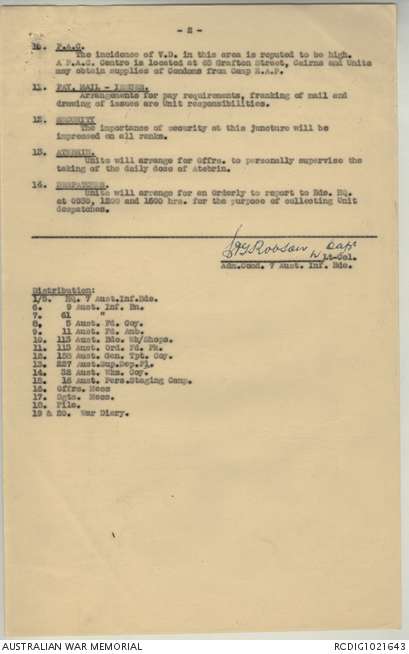 - 2 -
10. P.A.C.
The incidence of V.D. in this area is reputed to be high.
A P.A.C. Centre is located at 65 Grafton Street, Cairns and Units
may obtain supplies of Condoms from Camp R.A.P.
11. PAY, MAIL - ISSUES.
Arrangements for pay requirements, franking of mail and
drawing of issues are Unit responsibilities.
12. SECURITY
The importance of security at this juncture will be
impressed on all ranks.
13. ATEBRIN.
Units will arrange for Offrs. to personally supervise the
taking of the daily dose of Atebrin.
14. DESPATCHES.
Units will arrange for an Orderly to report to Bde. HQ.
at 0930, 1200 and 1600 hrs. for the purpose of collecting Unit
despatches.
Robson Capt
Lt-Col.
Adm.Comd. 7 Aust. Inf. Bde.
Distribution:
1/5. HQ. 7 Aust.Inf.Bde.
6. 9 Aust. Inf. Bn.
7. 61 "
8. 5 Aust. Fd. Coy.
9. 11 Aust. Fd. Amb.
10. 113 Aust. Bde. Wk/Shops.
11. 113 Aust. Ord. Fd. Pk.
12. 158 Aust. Gen. Tpt. Coy.
13. 227 Aust.Sup.Dep.Pl.
14. 32 Aust. Wks. Coy.
15. 16 Aust. Pers.Staging Camp.
16. Offrs. Mess
17. Sgts. Mess.
18. File.
19 & 20. War Diary.
AUSTRALIAN WAR MEMORIAL
RCDIG1021643